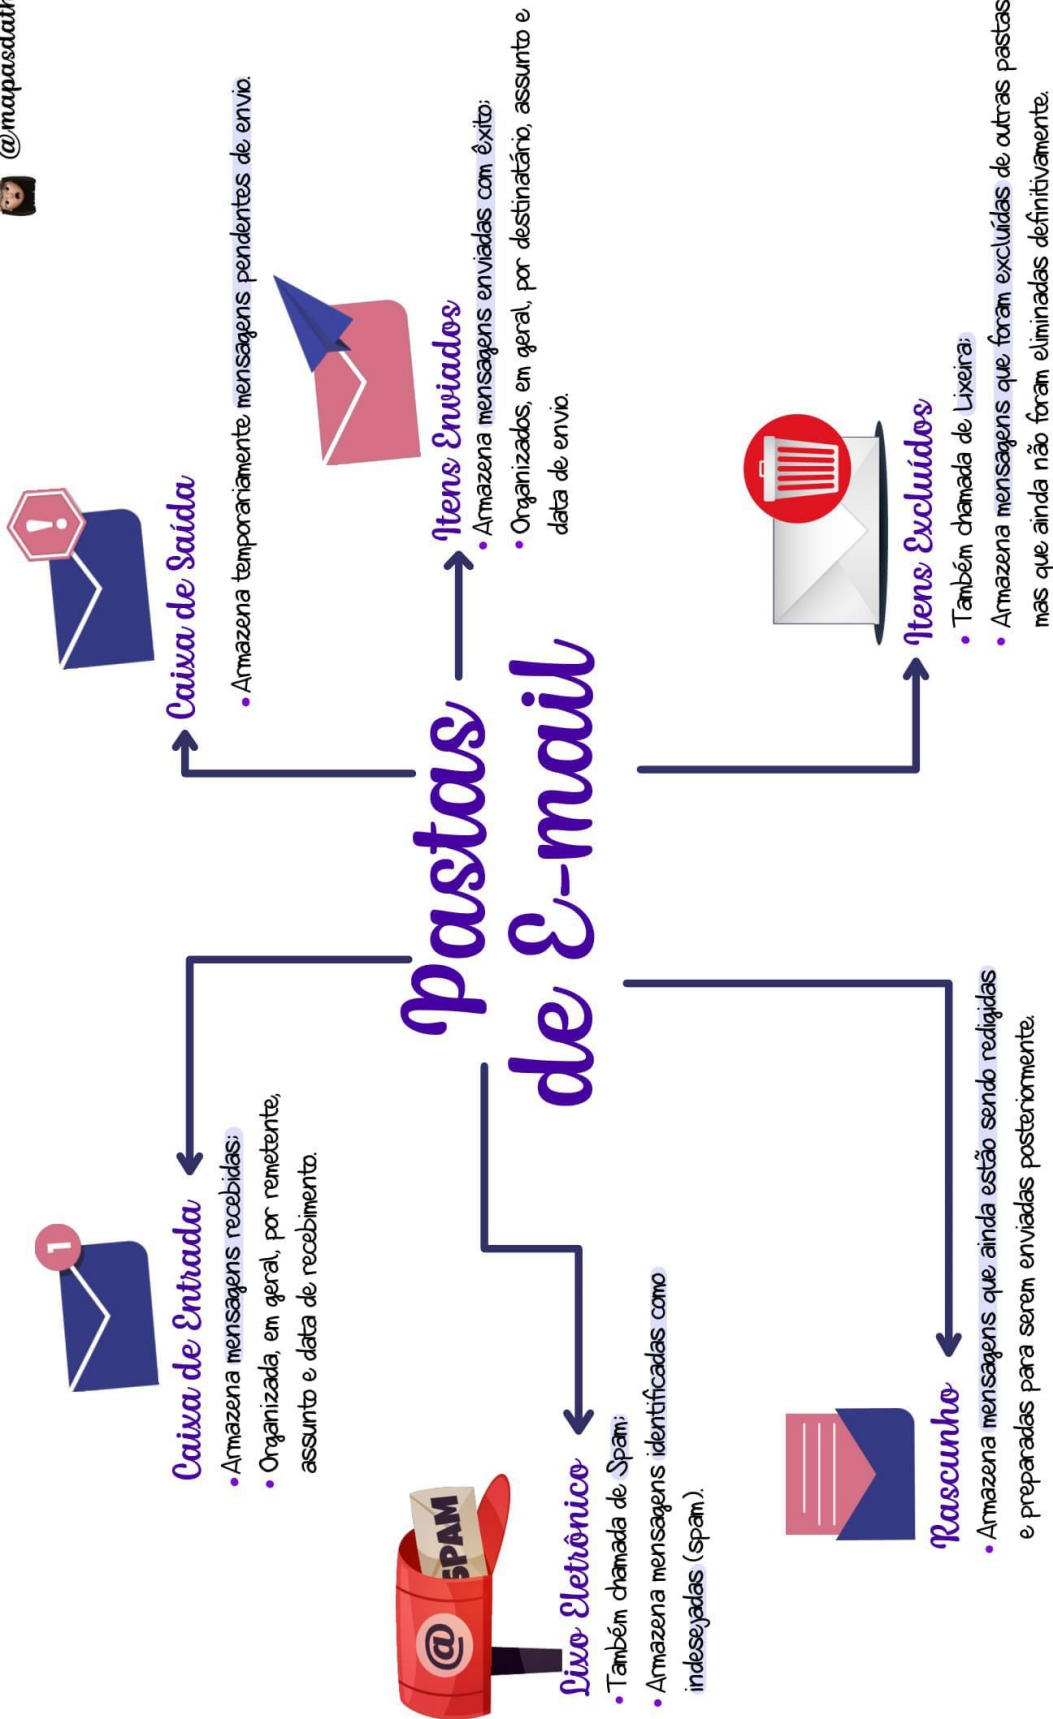 @mapasdath
Caixa de Entrada
• Armazena mensagens recebidas;
• Organizada, em geral, por remetente,
assunto e data de recebimento.
1
Caixa de Saída
• Armazena temporariamente mensagens pendentes de envio.
!
Pastas
de E-mail
Itens Enviados
• Armazena mensagens enviadas com êxito;
• Organizados, em geral, por destinatário, assunto e
data de envio.
@
SPAM
Lixo Eletrônico
• Também chamada de Spam;
• Armazena mensagens identificadas como
indesejadas (spam).
Itens Excluídos
• Também chamada de Lixeira;
• Armazena mensagens que foram excluídas de outras pastas
mas que ainda não foram eliminadas definitivamente.
Rascunho
• Armazena mensagens que ainda estão sendo redigidas
e preparadas para serem enviadas posteriormente.